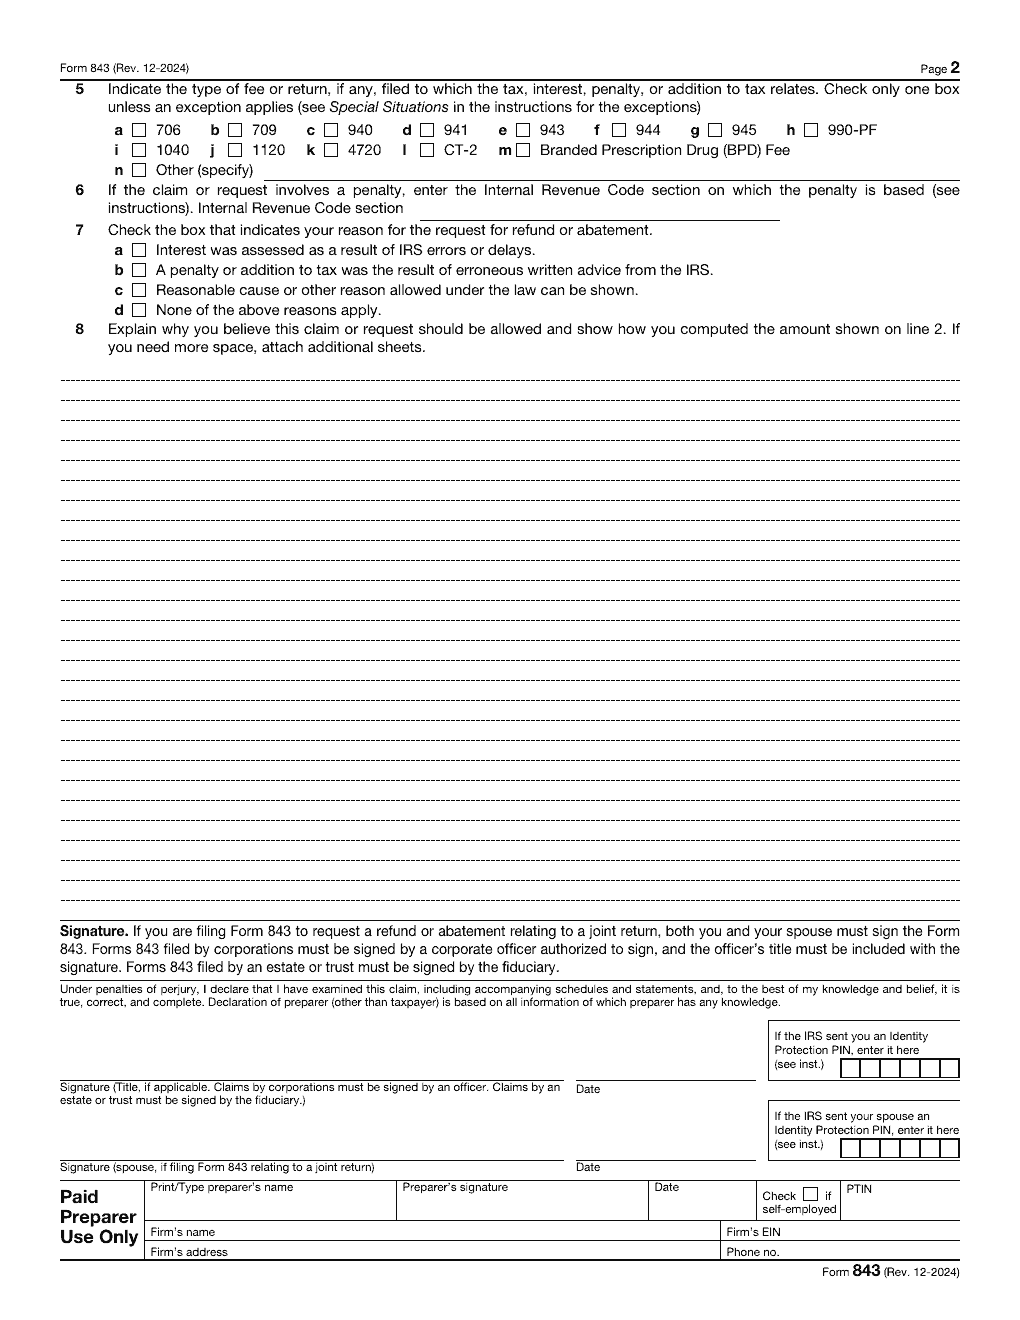 Form 843 (Rev. 12-2024) Page 2
5 Indicate the type of fee or return, if any, filed to which the tax, interest, penalty, or addition to tax relates. Check only one box
unless an exception applies (see Special Situations in the instructions for the exceptions)
a 706 b 709 c 940 d 941 e 943 f 944 g 945 h 990-PF
i 1040 j 1120 k 4720 l CT-2 m Branded Prescription Drug (BPD) Fee
n Other (specify)
6 If the claim or request involves a penalty, enter the Internal Revenue Code section on which the penalty is based (see
instructions). Internal Revenue Code section
7 Check the box that indicates your reason for the request for refund or abatement.
a Interest was assessed as a result of IRS errors or delays.
b A penalty or addition to tax was the result of erroneous written advice from the IRS.
c Reasonable cause or other reason allowed under the law can be shown.
d None of the above reasons apply.
8 Explain why you believe this claim or request should be allowed and show how you computed the amount shown on line 2. If
you need more space, attach additional sheets.
Signature. If you are filing Form 843 to request a refund or abatement relating to a joint return, both you and your spouse must sign the Form
843. Forms 843 filed by corporations must be signed by a corporate officer authorized to sign, and the officer's title must be included with the
signature. Forms 843 filed by an estate or trust must be signed by the fiduciary.
Under penalties of perjury, I declare that I have examined this claim, including accompanying schedules and statements, and, to the best of my knowledge and belief, it is
true, correct, and complete. Declaration of preparer (other than taxpayer) is based on all information of which preparer has any knowledge.
If the IRS sent you an Identity
Protection PIN, enter it here
(see inst.)
Signature (Title, if applicable. Claims by corporations must be signed by an officer. Claims by an
estate or trust must be signed by the fiduciary.)
Date
If the IRS sent your spouse an
Identity Protection PIN, enter it here
(see inst.)
Signature (spouse, if filing Form 843 relating to a joint return)
Date
Paid
Preparer
Use Only
Print/Type preparer's name
Preparer's signature
Date
Check if
self-employed
PTIN
Firm's name
Firm's EIN
Firm's address
Phone no.
Form 843 (Rev. 12-2024)